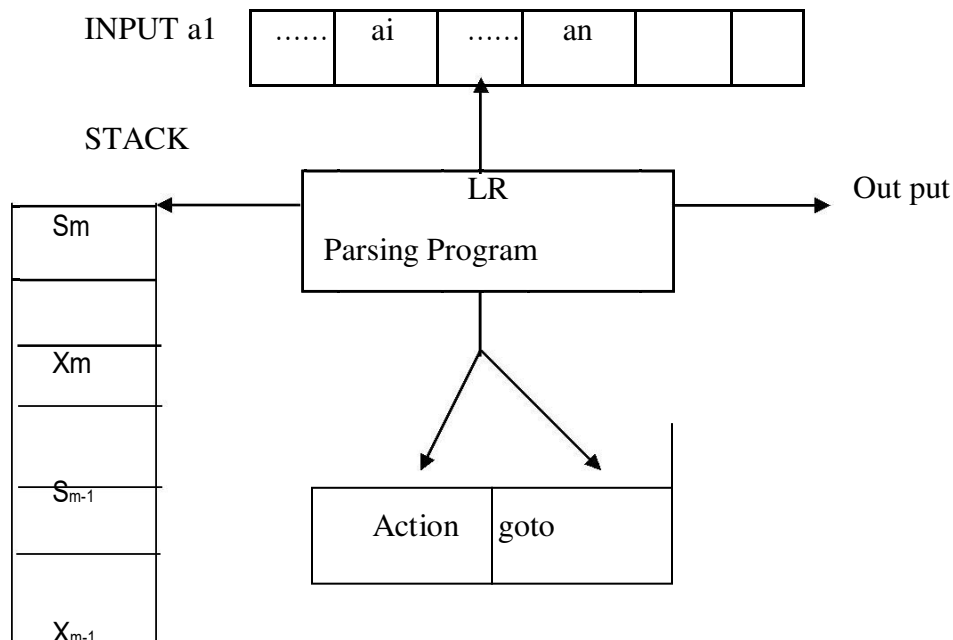 INPUT a1 …… ai …… an
STACK
LR
Parsing Program
Out put
Sm
Xm
Sm-1
Xm-1
Action goto